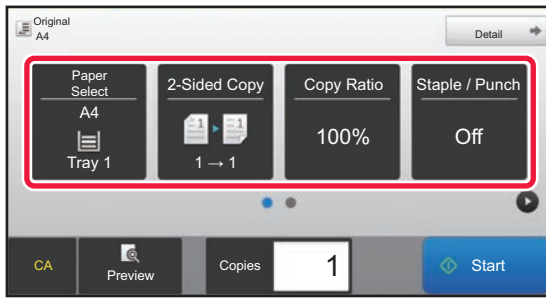 Original
A4
Detail
Paper
Select
A4
Tray 1
2-Sided Copy
1 → 1
Copy Ratio
100%
Staple / Punch
Off
CA
Preview
Copies
1
Start